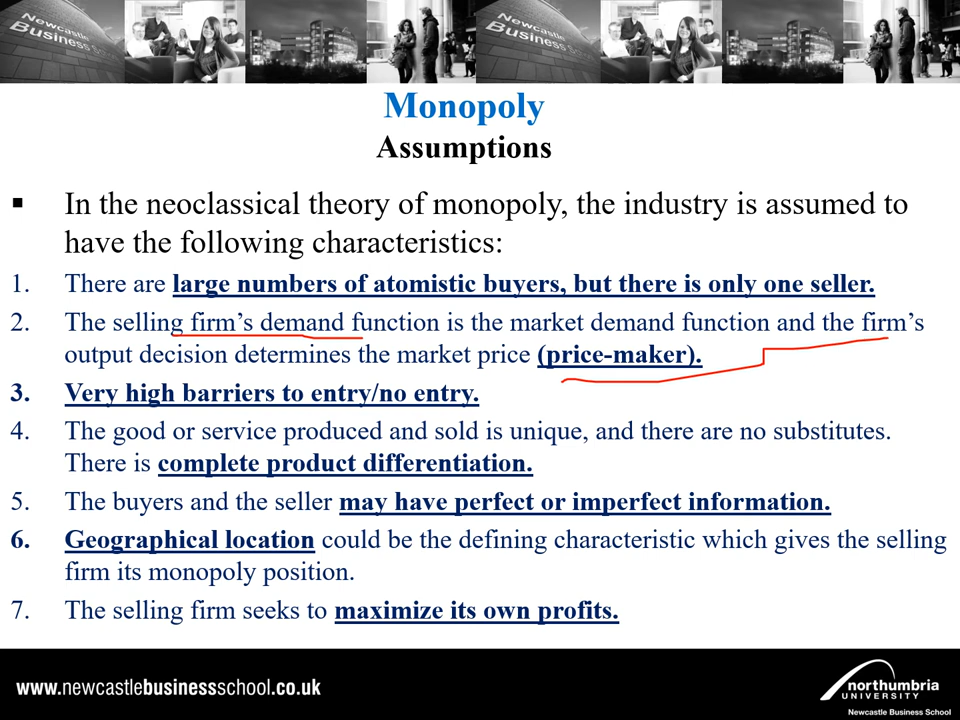 Newcastle
Business S
Newcastle
Business S
Monopoly
Assumptions
▪ In the neoclassical theory of monopoly, the industry is assumed to
have the following characteristics:
1. There are large numbers of atomistic buyers, but there is only one seller.
2. The selling firm’s demand function is the market demand function and the firm’s
output decision determines the market price (price-maker).
3. Very high barriers to entry/no entry.
4. The good or service produced and sold is unique, and there are no substitutes.
There is complete product differentiation.
5. The buyers and the seller may have perfect or imperfect information.
6. Geographical location could be the defining characteristic which gives the selling
firm its monopoly position.
7. The selling firm seeks to maximize its own profits.
www.newcastlebusinessschool.co.uk
northumbria
UNIVERSITY
Newcastle Business School